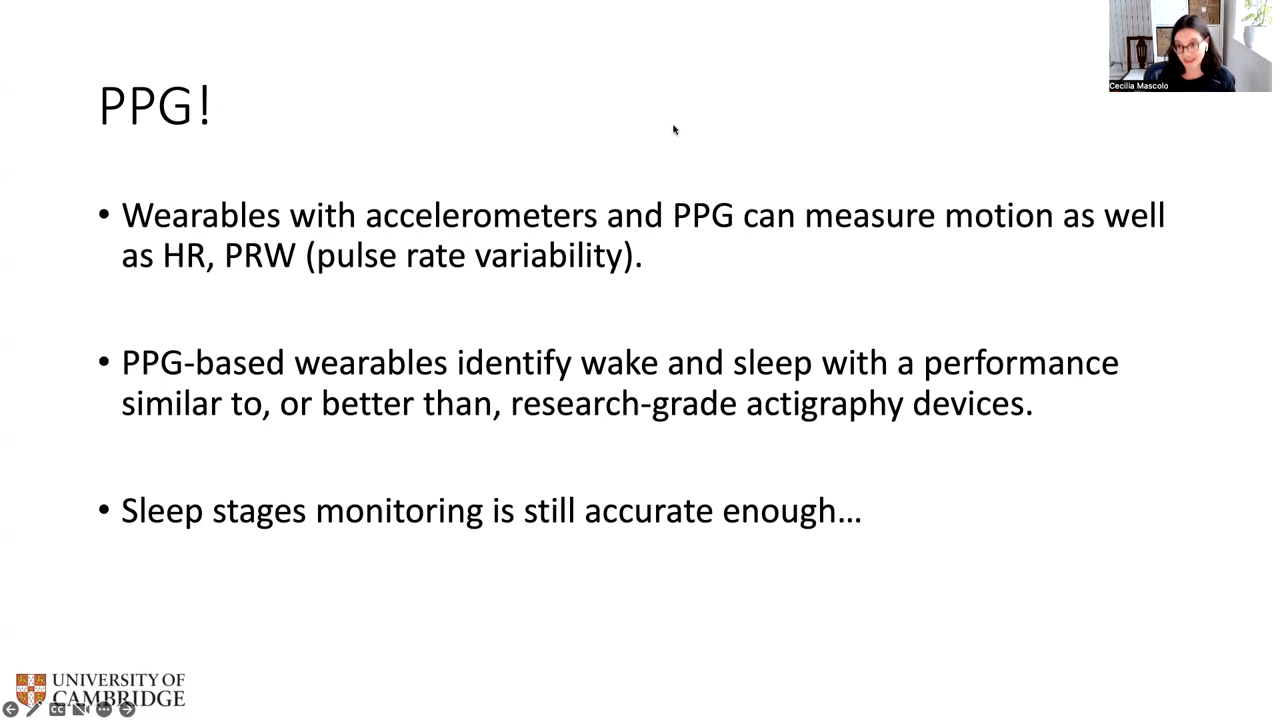 Cecilia Mascolo
PPG!
• Wearables with accelerometers and PPG can measure motion as well
as HR, PRW (pulse rate variability).
• PPG-based wearables identify wake and sleep with a performance
similar to, or better than, research-grade actigraphy devices.
• Sleep stages monitoring is still accurate enough…
UNIVERSITY OF
CAMBRIDGE
CC